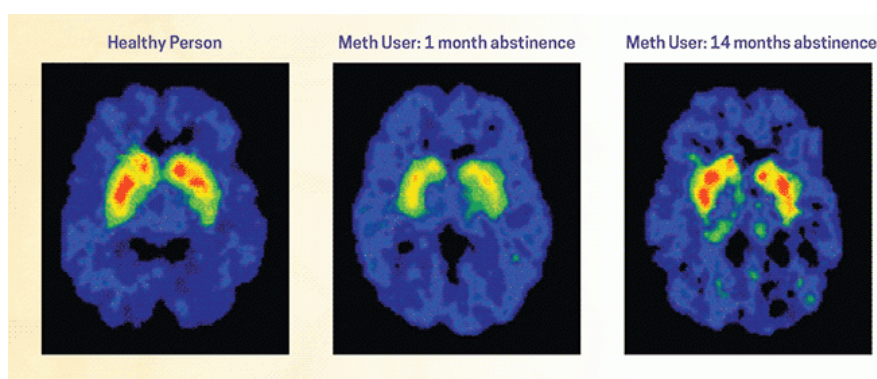 Healthy Person
Meth User: 1 month abstinence
Meth User: 14 months abstinence